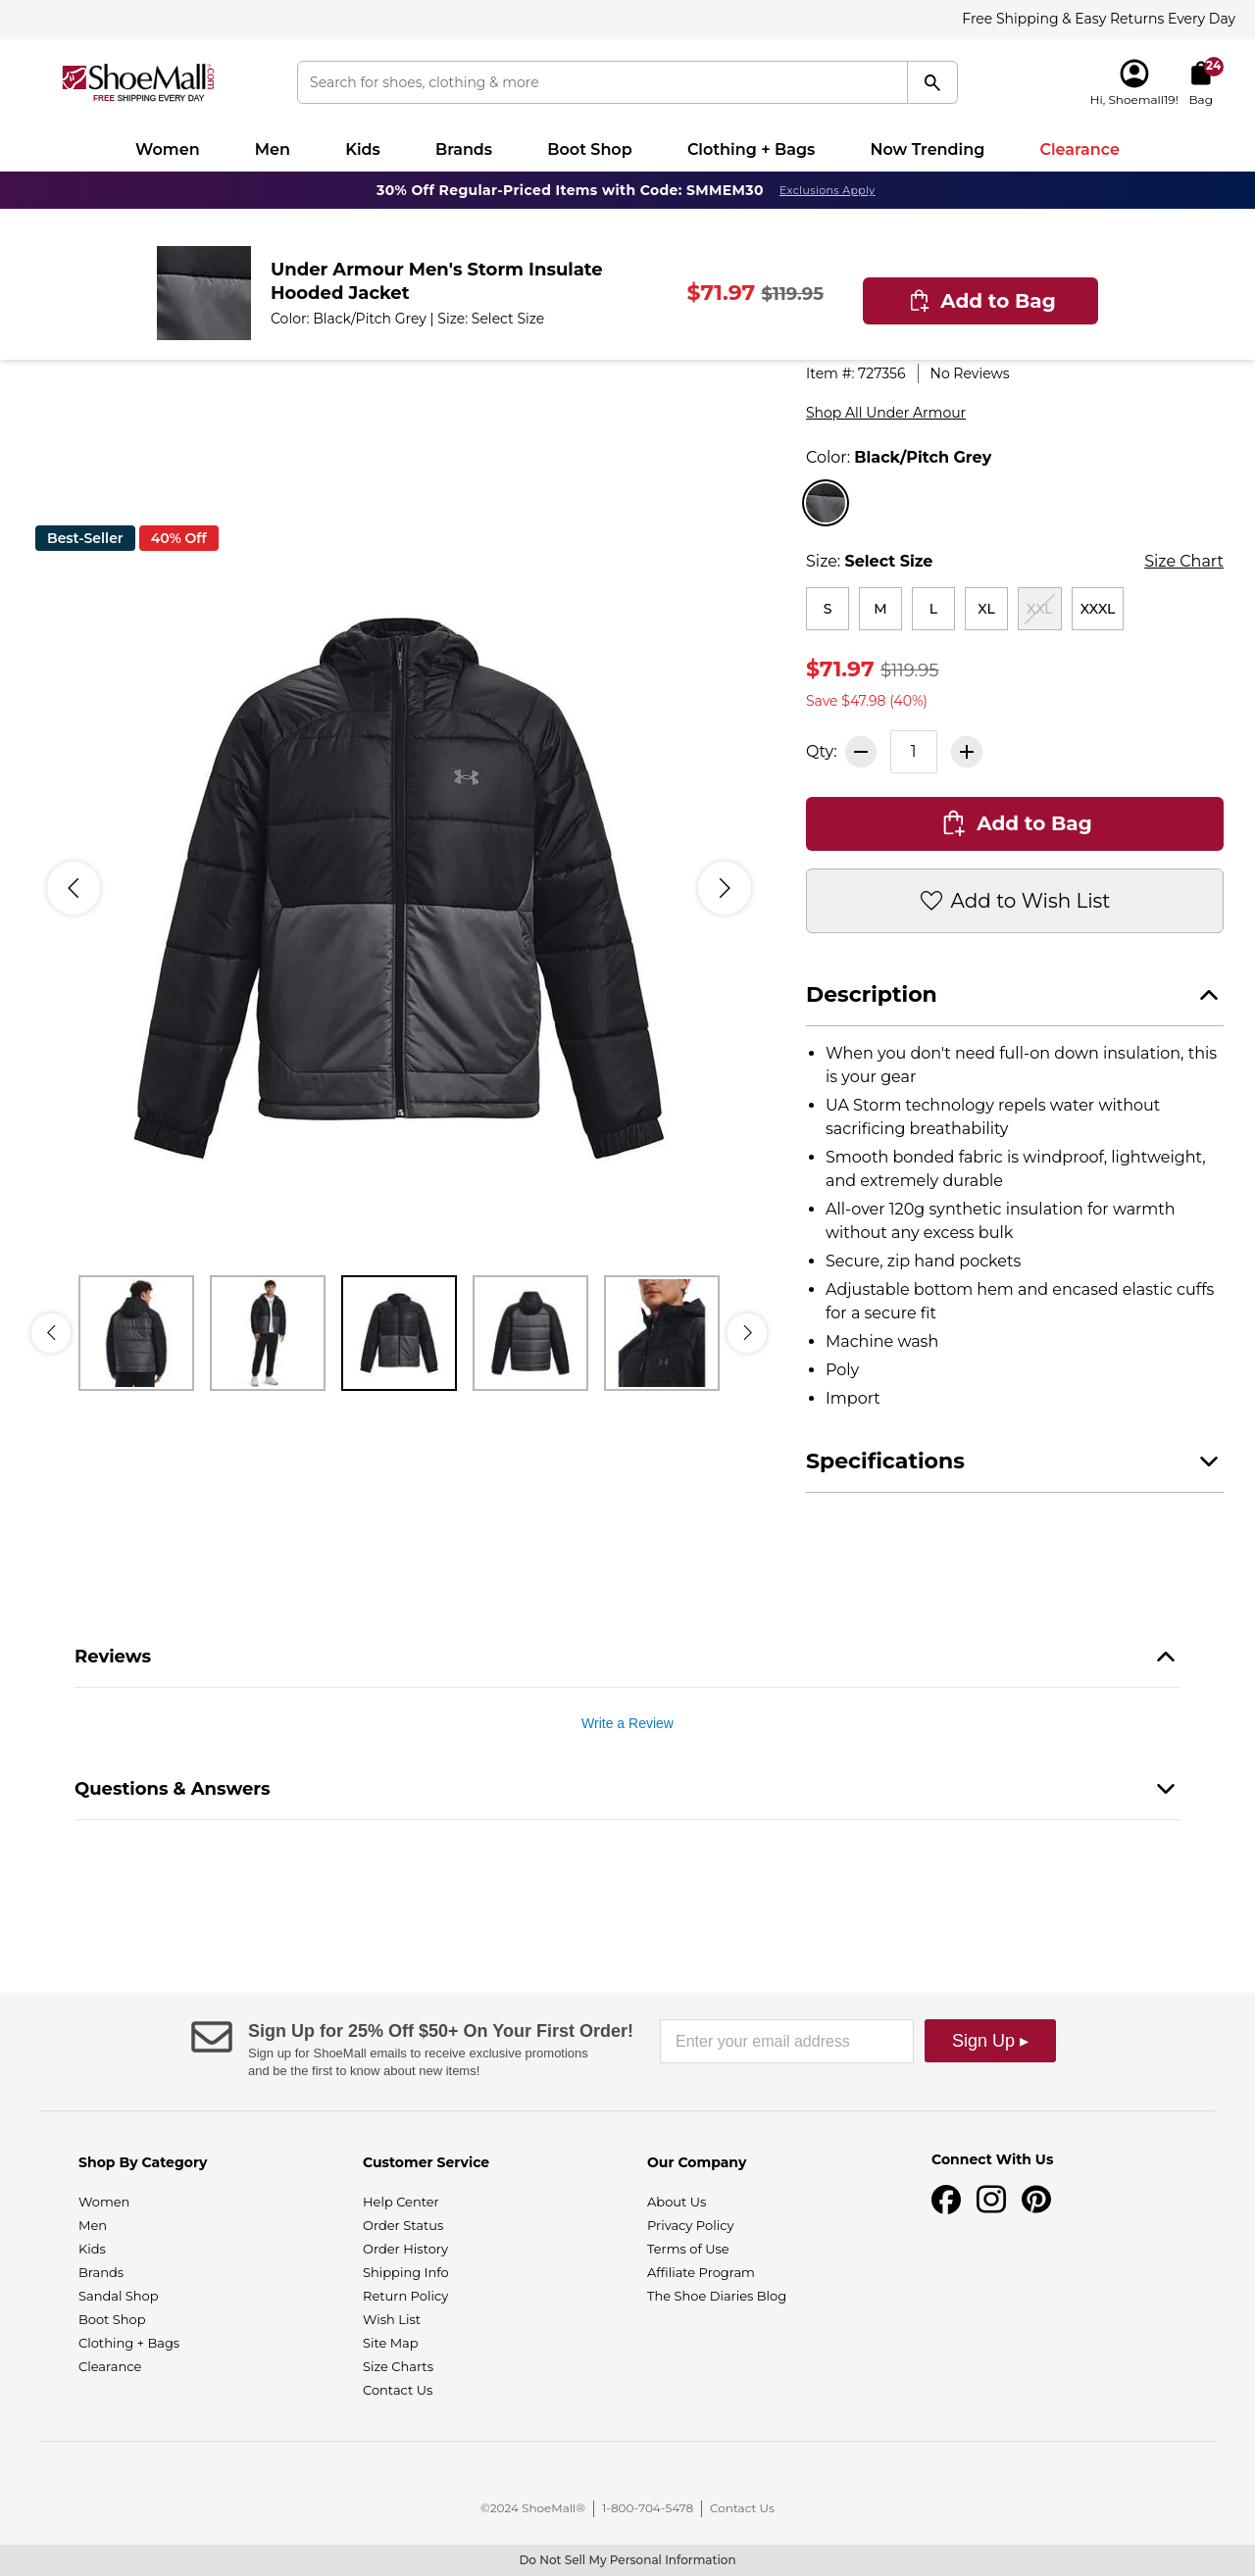 Free Shipping & Easy Returns Every Day
ShoeMall.com
FREE SHIPPING EVERY DAY
Search for shoes, clothing & more
24
Hi, Shoemall19!
Bag
Women
Men
Kids
Brands
Boot Shop
Clothing + Bags
Now Trending
Clearance
30% Off Regular-Priced Items with Code: SMMEM30 Exclusions Apply
Under Armour Men's Storm Insulate
Hooded Jacket
Color: Black/Pitch Grey | Size: Select Size
$71.97 $119.95
Add to Bag
Item #: 727356
No Reviews
Shop All Under Armour
Color: Black/Pitch Grey
Best-Seller
40% Off
Size: Select Size
Size Chart
S
M
L
XL
XXL
XXXL
$71.97 $119.95
Save $47.98 (40%)
Qty: 1
Add to Bag
Add to Wish List
Description
• When you don't need full-on down insulation, this
is your gear
• UA Storm technology repels water without
sacrificing breathability
• Smooth bonded fabric is windproof, lightweight,
and extremely durable
• All-over 120g synthetic insulation for warmth
without any excess bulk
• Secure, zip hand pockets
• Adjustable bottom hem and encased elastic cuffs
for a secure fit
• Machine wash
• Poly
• Import
Specifications
Reviews
Write a Review
Questions & Answers
Sign Up for 25% Off $50+ On Your First Order!
Sign up for ShoeMall emails to receive exclusive promotions
and be the first to know about new items!
Enter your email address
Sign Up ▸
Shop By Category
Women
Men
Kids
Brands
Sandal Shop
Boot Shop
Clothing + Bags
Clearance
Customer Service
Help Center
Order Status
Order History
Shipping Info
Return Policy
Wish List
Site Map
Size Charts
Contact Us
Our Company
About Us
Privacy Policy
Terms of Use
Affiliate Program
The Shoe Diaries Blog
Connect With Us
©2024 ShoeMall®
1-800-704-5478
Contact Us
Do Not Sell My Personal Information